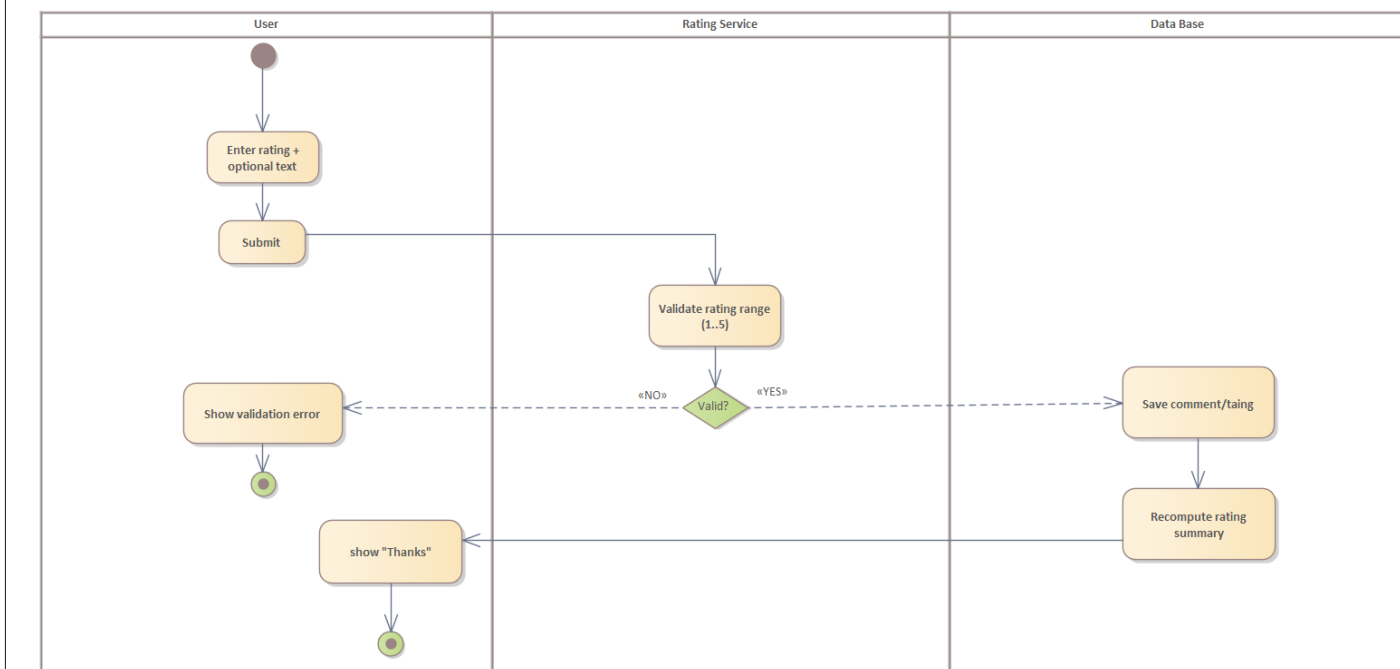 User
Rating Service
Data Base
Enter rating +
optional text
Submit
Validate rating range
(1..5)
«NO»
Valid?
«YES»
Show validation error
Save comment/taing
Recompute rating
summary
show "Thanks"